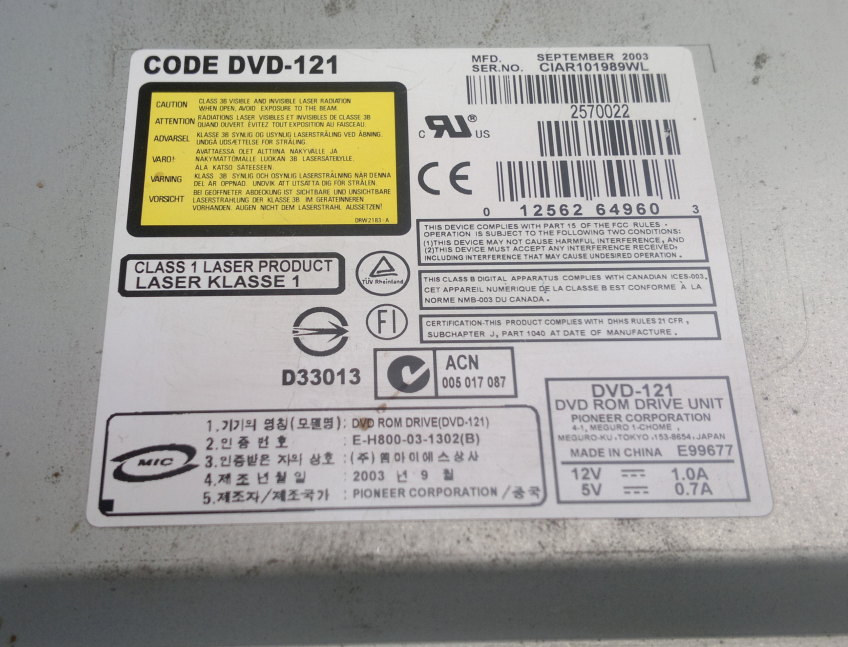 CODE DVD-121
MFD. SEPTEMBER 2003
SER.NO. CIAR101989WL
2570022
0 12562 64960 3
CAUTION CLASS 3B VISIBLE AND INVISIBLE LASER RADIATION
WHEN OPEN, AVOID EXPOSURE TO THE BEAM.
ATTENTION RADIATIONS LASER VISIBLES ET INVISIBLES DE CLASSE 3B
QUAND OUVERT. EVITEZ TOUT EXPOSITION AU FAISCEAU.
ADVARSEL KLASSE 3B SYNLIG OG USYNLIG LASERSTRÅLING VED ÅBNING.
UNDGÅ UDSÆTTELSE FOR STRÅLING.
VARO! AVATTAESSA OLET ALTTIINA NÄKYVÄLLE JA
NÄKYMATTÖMÄLLE LUOKAN 3B LASERSÄTEILYLLE.
ÄLÄ KATSO SÄTEESEEN
VARNING KLASS 3B SYNLIG OCH OSYNLIG LASERSTRÅLNING NÄR DENNA
DEL ÄR ÖPPNAD. UNDVIK ATT UTSÄTTA DIG FÖR STRÅLEN
VORSICHT BEI GEÖFFNETER ABDECKUNG IST SICHTBARE UND UNSICHTBARE
LASERSTRAHLUNG DER KLASSE 3B IM GERÄTEINNEREN
VORHANDEN. AUGEN NICHT DEM LASERSTRAHL AUSSETZEN!
DRW2183-A
C UR ® US
CE
THIS DEVICE COMPLIES WITH PART 15 OF THE FCC RULES ·
OPERATION IS SUBJECT TO THE FOLLOWING TWO CONDITIONS:
(1)THIS DEVICE MAY NOT CAUSE HARMFUL INTERFERENCE, AND
(2)THIS DEVICE MUST ACCEPT ANY INTERFERENCE RECEIVED,
INCLUDING INTERFERENCE THAT MAY CAUSE UNDESIRED OPERATION.
CLASS 1 LASER PRODUCT
LASER KLASSE 1
TÜV Rheinland
THIS CLASS B DIGITAL APPARATUS COMPLIES WITH CANADIAN ICES-003,
CET APPAREIL NUMERIQUE DE LA CLASSE B EST CONFORME À LA
NORME NMB-003 DU CANADA.
FI
CERTIFICATION-THIS PRODUCT COMPLIES WITH DHHS RULES 21 CFR,
SUBCHAPTER J, PART 1040 AT DATE OF MANUFACTURE.
D33013
ACN
005 017 087
DVD-121
DVD ROM DRIVE UNIT
PIONEER CORPORATION
4-1, MEGURO 1-CHOME,
MEGURO-KU, TOKYO, 153-8654, JAPAN
MADE IN CHINA E99677
12V 1.0A
5V 0.7A
MIC
1.기기의 명칭(모델명): DVD ROM DRIVE(DVD-121)
2.인 증 번 호 : E-H800-03-1302(B)
3.인증받은 자의 상호 : (주) 아이에스상사
4.제 조 년 월 일 : 2003 년 9 월
5.제조자/제조국가 : PIONEER CORPORATION /중국